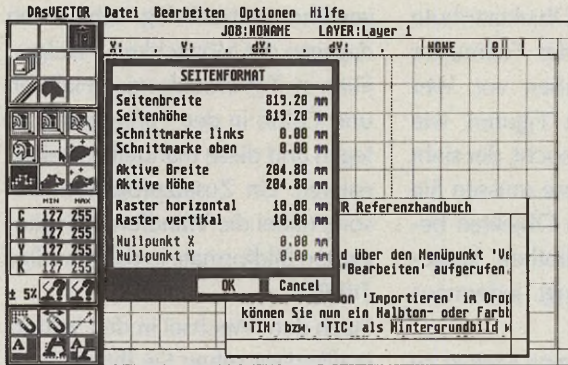 DAsVECTOR Datei Bearbeiten Optionen Hilfe
JOB:NONAME LAYER:Layer 1
X: . Y: . dX: . dY: . NONE 0
SEITENFORMAT
Seitenbreite 819.20 mm
Seitenhöhe 819.20 mm
Schnittmarke links 0.00 mm
Schnittmarke oben 0.00 mm
Aktive Breite 204.80 mm
Aktive Höhe 204.80 mm
Raster horizontal 10.00 mm
Raster vertikal 10.00 mm
Nullpunkt X 0.00 mm
Nullpunkt Y 0.00 mm
OK Cancel
MIN MAX
C 127 255
M 127 255
Y 127 255
K 127 255
± 5%
A A A
R Referenzhandbuch
d über den Menüpunkt
'Bearbeiten' aufgerufen.
'Importieren' im
können Sie nun ein Halbton- oder
'TIH' bzw. 'TIC' als Hintergrundbild